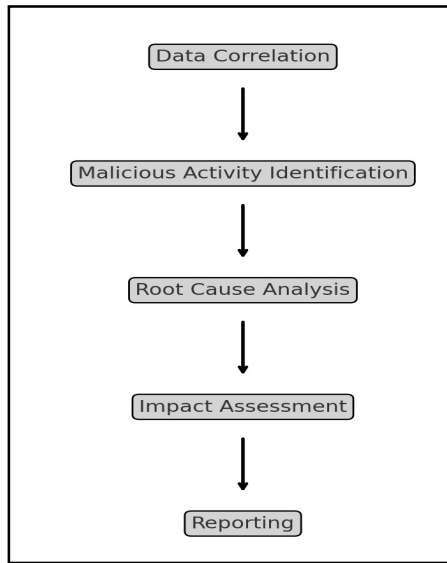 Data Correlation
Malicious Activity Identification
Root Cause Analysis
Impact Assessment
Reporting